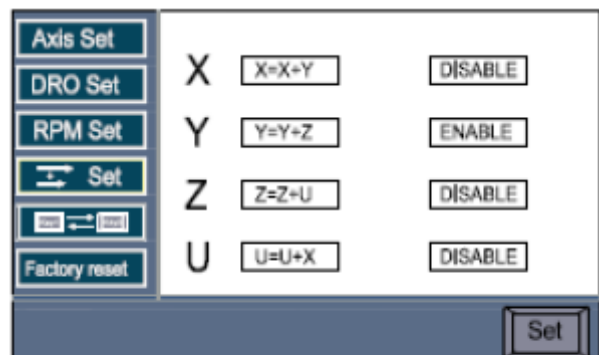 Axis Set
DRO Set
RPM Set
Set
Factory reset
X X=X+Y DISABLE
Y Y=Y+Z ENABLE
Z Z=Z+U DISABLE
U U=U+X DISABLE
Set